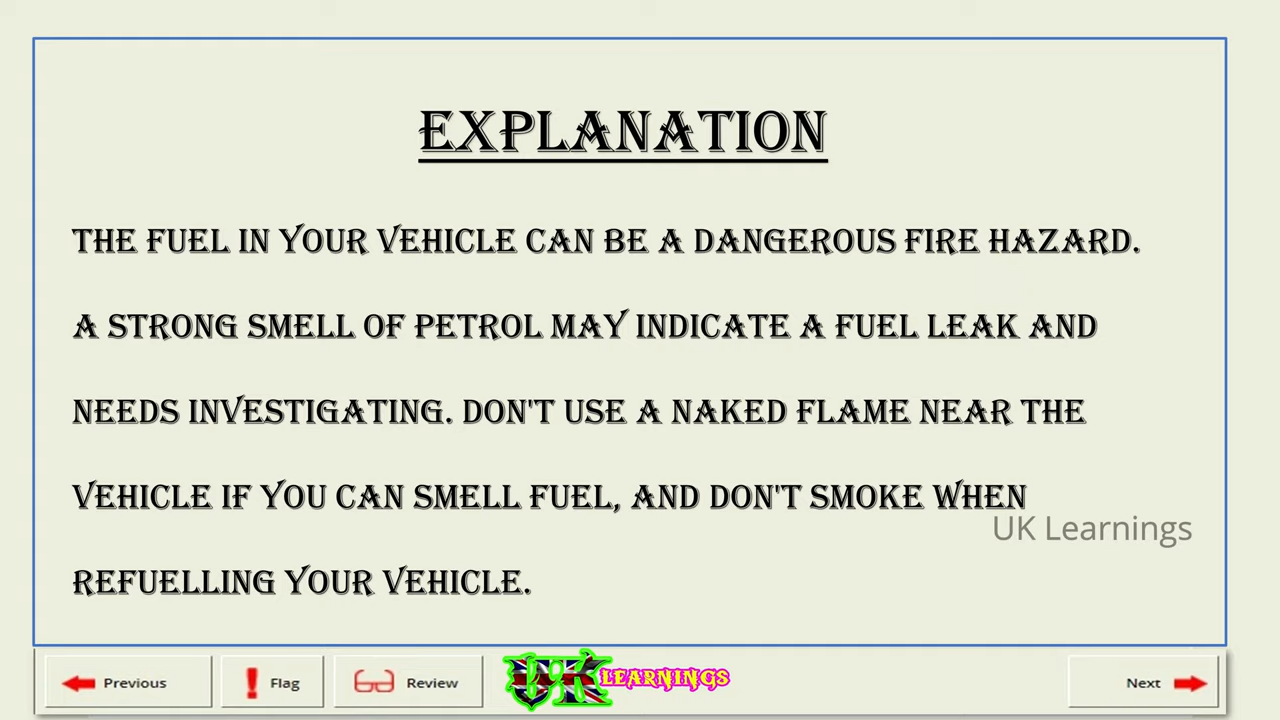 EXPLANATION
THE FUEL IN YOUR VEHICLE CAN BE A DANGEROUS FIRE HAZARD.
A STRONG SMELL OF PETROL MAY INDICATE A FUEL LEAK AND
NEEDS INVESTIGATING. DON'T USE A NAKED FLAME NEAR THE
VEHICLE IF YOU CAN SMELL FUEL, AND DON'T SMOKE WHEN
UK Learnings
REFUELLING YOUR VEHICLE.
Previous
Flag
Review
UK LEARNINGS
Next